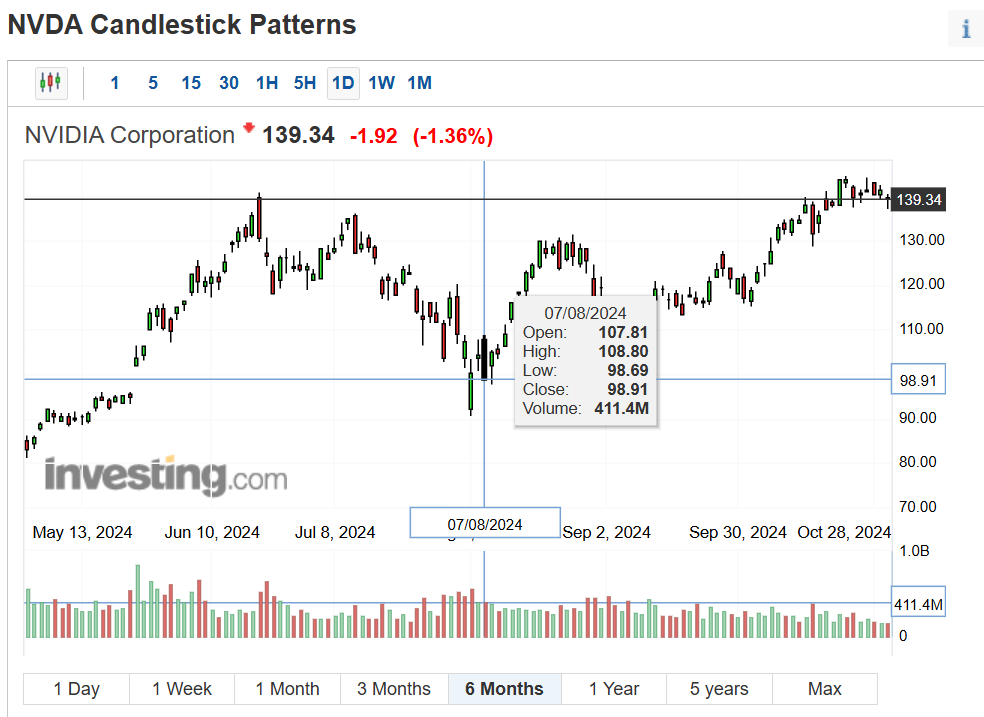 NVDA Candlestick Patterns
i
1 5 15 30 1H 5H 1D 1W 1M
NVIDIA Corporation 139.34 -1.92 (-1.36%)
139.34
130.00
120.00
110.00
07/08/2024
Open: 107.81
High: 108.80
Low: 98.69
Close: 98.91
Volume: 411.4M
98.91
90.00
80.00
investing.com
70.00
May 13, 2024 Jun 10, 2024 Jul 8, 2024 07/08/2024 Sep 2, 2024 Sep 30, 2024 Oct 28, 2024
1.0B
411.4M
0
1 Day 1 Week 1 Month 3 Months 6 Months 1 Year 5 years Max